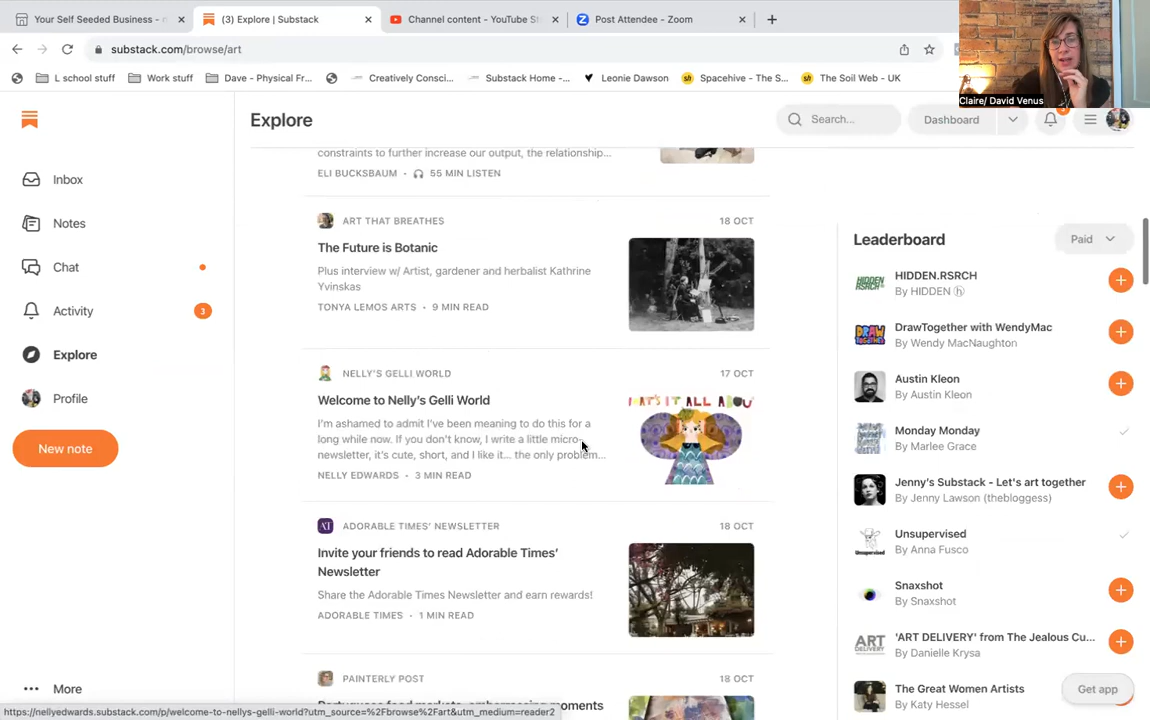 Your Self Seeded Business - n
(3) Explore | Substack
Channel content - YouTube St
Post Attendee - Zoom
substack.com/browse/art
L school stuff
Work stuff
Dave - Physical Fr...
Creatively Consci...
Substack Home -...
Leonie Dawson
Spacehive - The S...
The Soil Web - UK
Claire/ David Venus
Explore
Search...
Dashboard
Inbox
Notes
Chat
Activity
3
Explore
Profile
New note
More
constraints to further increase our output, the relationship...
ELI BUCKSBAUM • 55 MIN LISTEN
ART THAT BREATHES
18 OCT
The Future is Botanic
Plus interview w/ Artist, gardener and herbalist Kathrine
Yvinskas
TONYA LEMOS ARTS • 9 MIN READ
NELLY'S GELLI WORLD
17 OCT
Welcome to Nelly's Gelli World
I'm ashamed to admit I've been meaning to do this for a
long while now. If you don't know, I write a little micro-
newsletter, it's cute, short, and I like it... the only problem...
NELLY EDWARDS • 3 MIN READ
ADORABLE TIMES' NEWSLETTER
18 OCT
Invite your friends to read Adorable Times'
Newsletter
Share the Adorable Times Newsletter and earn rewards!
ADORABLE TIMES • 1 MIN READ
PAINTERLY POST
18 OCT
Leaderboard
Paid
HIDDEN.RSRCH
By HIDDEN ⓗ
DrawTogether with WendyMac
By Wendy MacNaughton
Austin Kleon
By Austin Kleon
Monday Monday
By Marlee Grace
Jenny's Substack - Let's art together
By Jenny Lawson (thebloggess)
Unsupervised
By Anna Fusco
Snaxshot
By Snaxshot
'ART DELIVERY' from The Jealous Cu...
By Danielle Krysa
The Great Women Artists
By Katy Hessel
Get app
https://nellyedwards.substack.com/p/welcome-to-nellys-gelli-world?utm_source=%2Fbrowse%2Fart&utm_medium=reader2